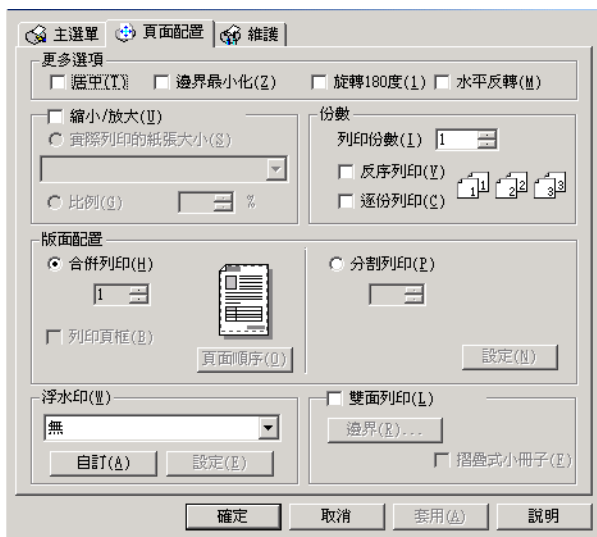 主選單 頁面配置 維護
更多選項
居中(T) 邊界最小化(Z) 旋轉180度(1) 水平反轉(M)
縮小/放大(U)
實際列印的紙張大小(S)
比例(G) %
份數
列印份數(I) 1
反序列印(V)
逐份列印(C)
1 1 2 2 3 3
版面配置
合併列印(H)
1
列印頁框(B)
頁面順序(O)
分割列印(P)
設定(N)
浮水印(W)
無
自訂(A) 設定(E)
雙面列印(L)
邊界(R)...
摺疊式小冊子(F)
確定 取消 套用(A) 說明